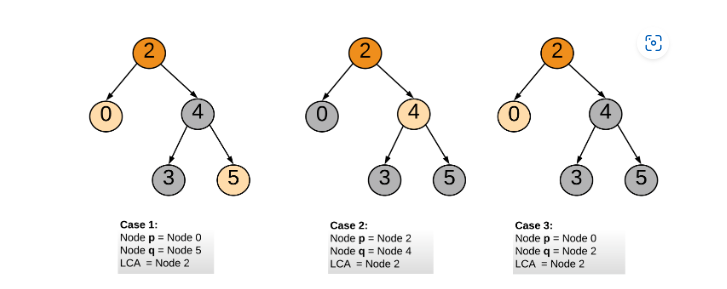 2 2 2
0 4 0 4 0 4
3 5 3 5 3 5
Case 1:
Node p = Node 0
Node q = Node 5
LCA = Node 2
Case 2:
Node p = Node 2
Node q = Node 4
LCA = Node 2
Case 3:
Node p = Node 0
Node q = Node 2
LCA = Node 2